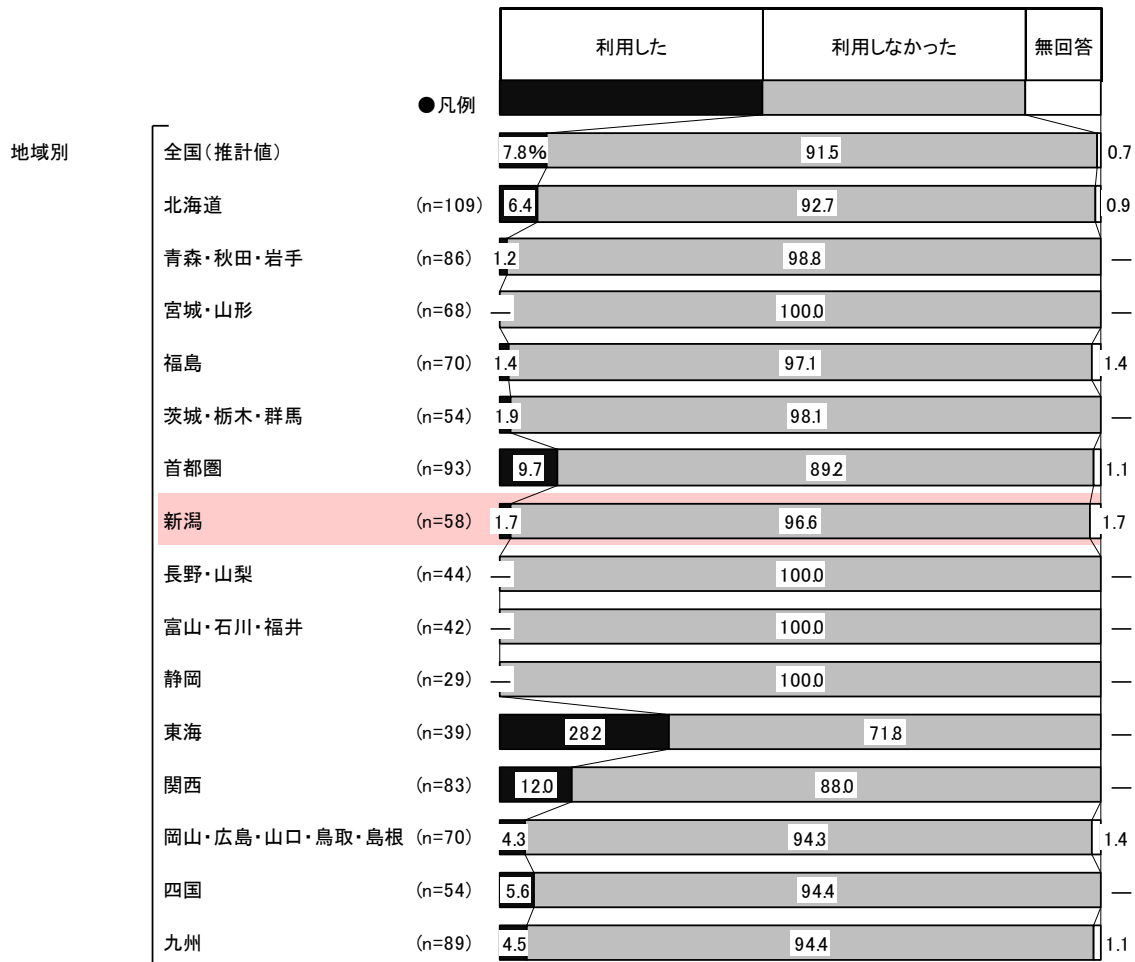 利用した 利用しなかった 無回答
●凡例
地域別 全国（推計値） 7.8% 91.5 0.7
北海道 (n=109) 6.4 92.7 0.9
青森・秋田・岩手 (n=86) 1.2 98.8 —
宮城・山形 (n=68) — 100.0 —
福島 (n=70) 1.4 97.1 1.4
茨城・栃木・群馬 (n=54) 1.9 98.1 —
首都圏 (n=93) 9.7 89.2 1.1
新潟 (n=58) 1.7 96.6 1.7
長野・山梨 (n=44) — 100.0 —
富山・石川・福井 (n=42) — 100.0 —
静岡 (n=29) — 100.0 —
東海 (n=39) 28.2 71.8 —
関西 (n=83) 12.0 88.0 —
岡山・広島・山口・鳥取・島根 (n=70) 4.3 94.3 1.4
四国 (n=54) 5.6 94.4 —
九州 (n=89) 4.5 94.4 1.1